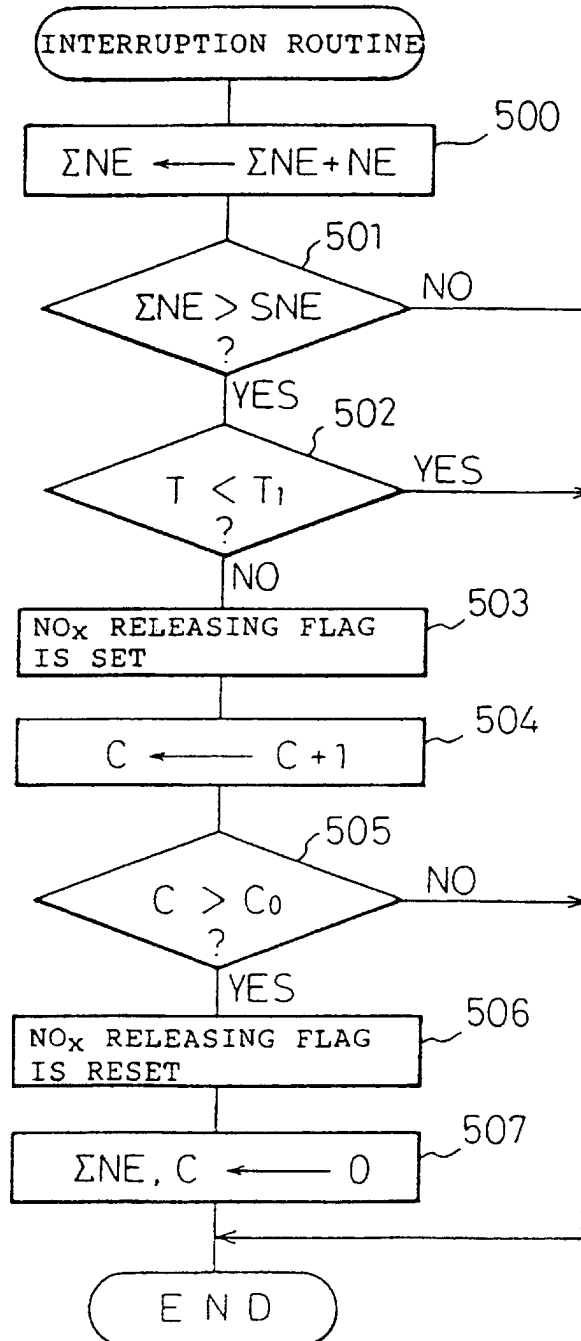 INTERRUPTION ROUTINE
500
ΣNE ← ΣNE+NE
501
ΣNE > SNE
?
NO
YES
502
T < T1
?
YES
NO
503
NOx RELEASING FLAG
IS SET
504
C ← C+1
505
C > C0
?
NO
YES
506
NOx RELEASING FLAG
IS RESET
507
ΣNE, C ← 0
END